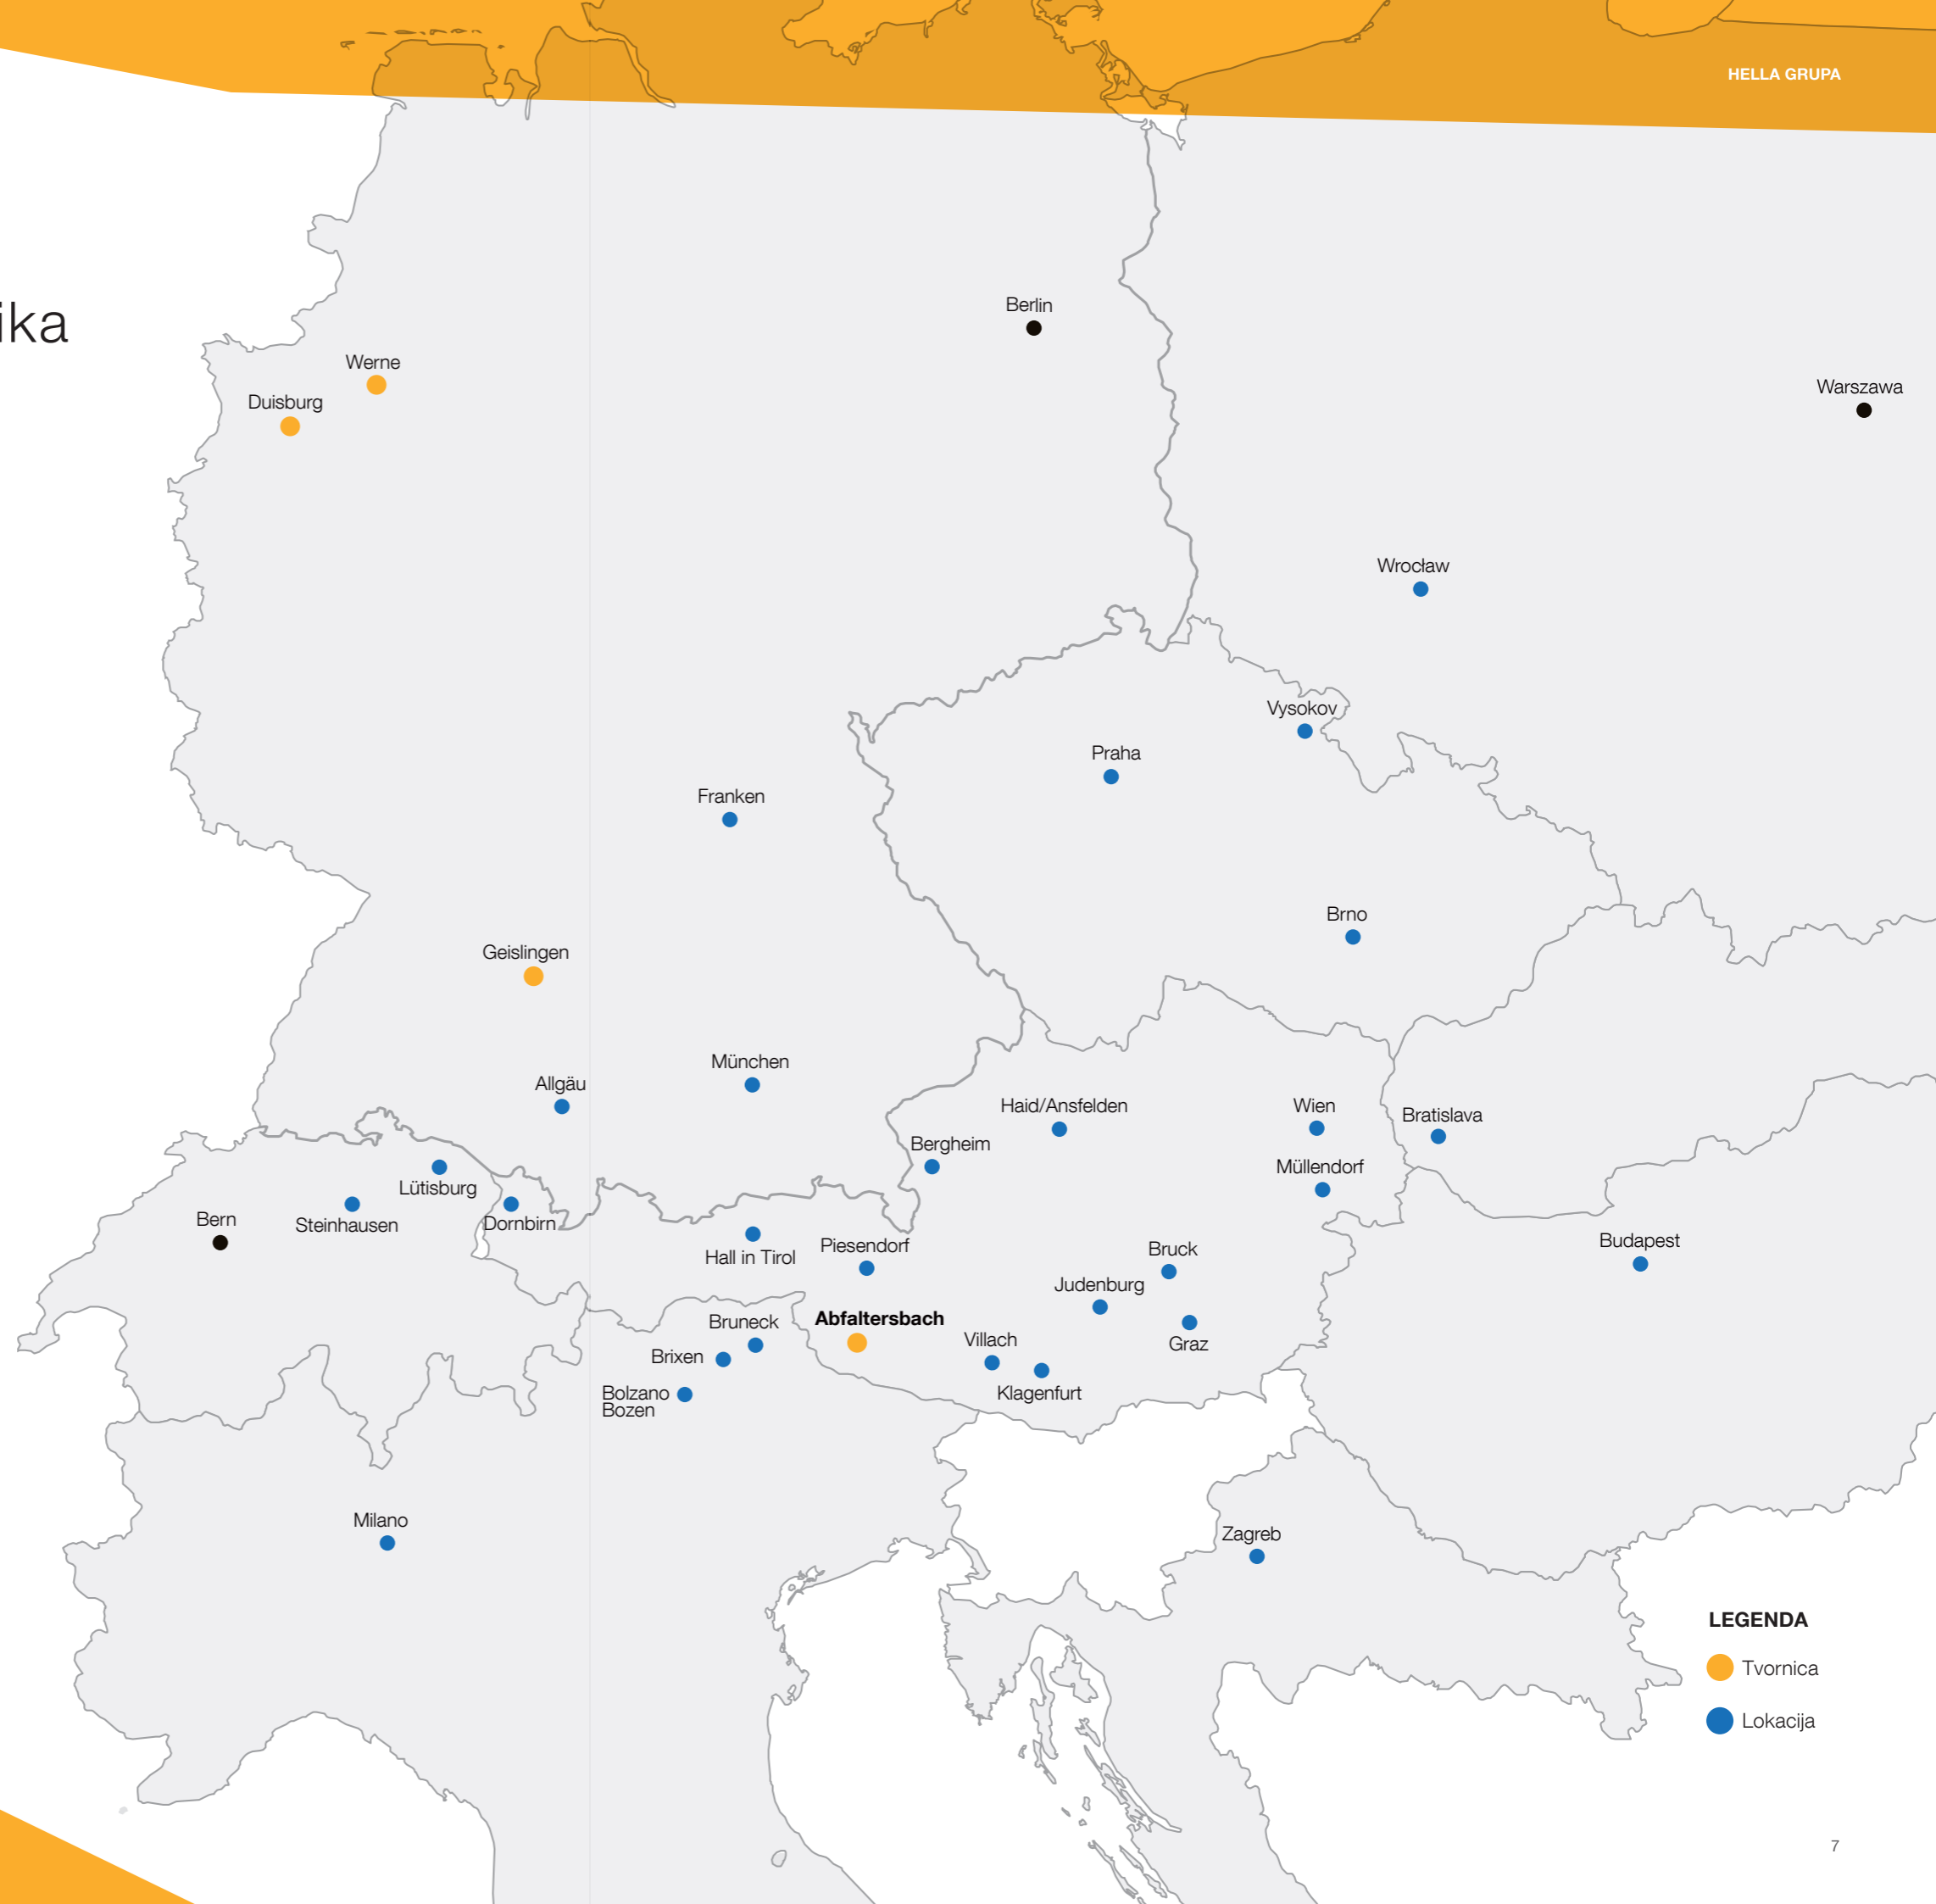 HELLA GRUPA
ika
Berlin
Werne
Warszawa
Duisburg
Wrocław
Vysokov
Praha
Franken
Brno
Geislingen
München
Allgäu
Haid/Ansfelden
Wien
Bratislava
Bergheim
Müllendorf
Lütisburg
Bern
Steinhausen
Dornbirn
Hall in Tirol
Piesendorf
Bruck
Budapest
Judenburg
Bruneck
Abfaltersbach
Villach
Graz
Brixen
Klagenfurt
Bolzano
Bozen
Milano
Zagreb
LEGENDA
Tvornica
Lokacija
7